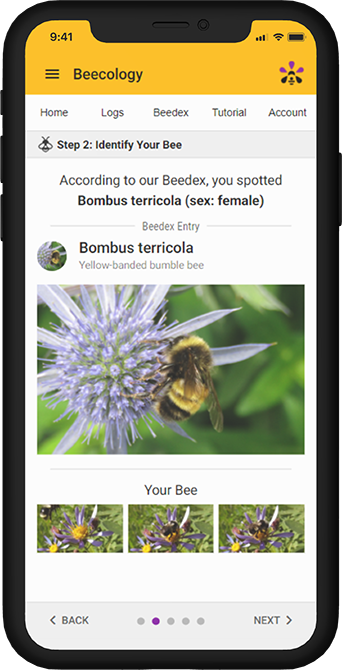 9:41
Beecology
Home Logs Beedex Tutorial Account
Step 2: Identify Your Bee
According to our Beedex, you spotted
Bombus terricola (sex: female)
Beedex Entry
Bombus terricola
Yellow-banded bumble bee
Your Bee
BACK NEXT